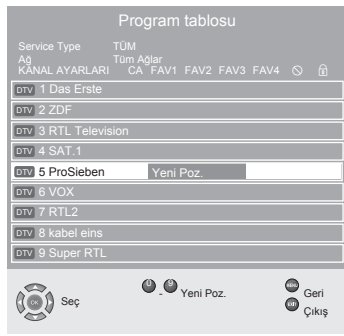 Program tablosu
Service Type TÜM
Ağ Tüm Ağlar
KANAL AYARLARI CA FAV1 FAV2 FAV3 FAV4
DTV 1 Das Erste
DTV 2 ZDF
DTV 3 RTL Television
DTV 4 SAT.1
DTV 5 ProSieben Yeni Poz.
DTV 6 VOX
DTV 7 RTL2
DTV 8 kabel eins
DTV 9 Super RTL
OK Seç
0 - 9 Yeni Poz.
MENU Geri
EXIT Çıkış